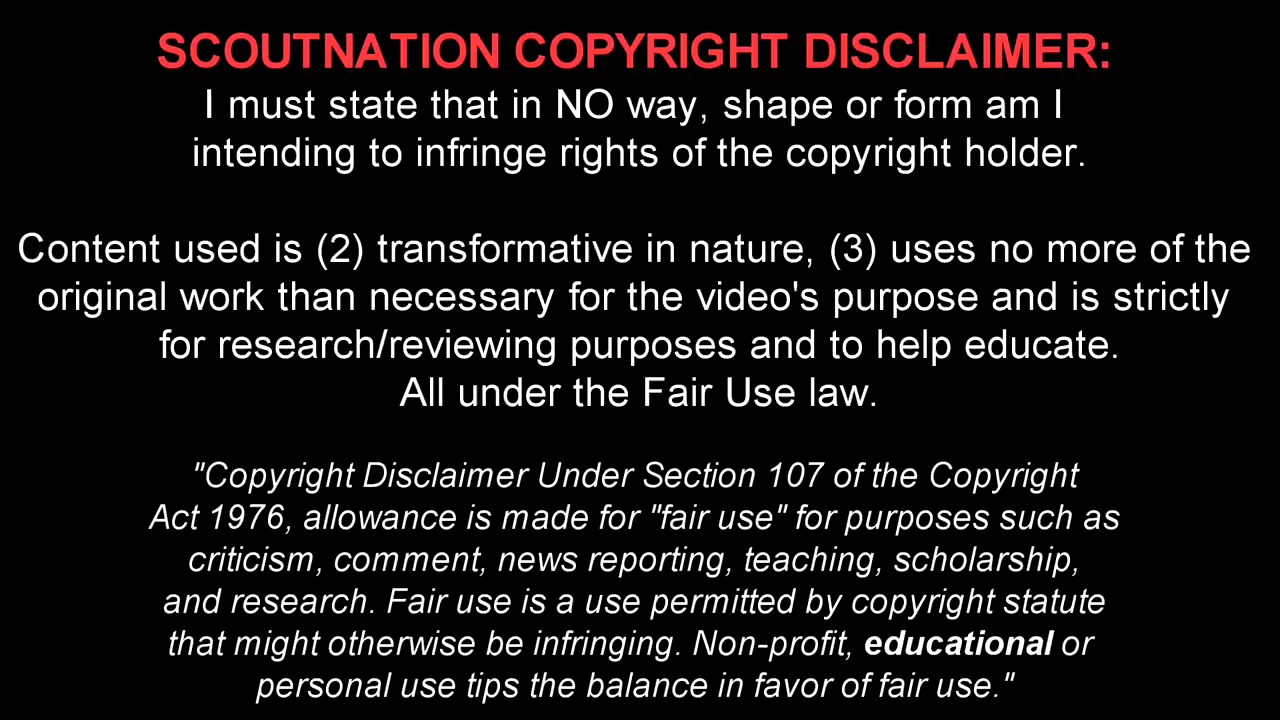 SCOUTNATION COPYRIGHT DISCLAIMER:
I must state that in NO way, shape or form am I
intending to infringe rights of the copyright holder.
Content used is (2) transformative in nature, (3) uses no more of the
original work than necessary for the video's purpose and is strictly
for research/reviewing purposes and to help educate.
All under the Fair Use law.
"Copyright Disclaimer Under Section 107 of the Copyright
Act 1976, allowance is made for "fair use" for purposes such as
criticism, comment, news reporting, teaching, scholarship,
and research. Fair use is a use permitted by copyright statute
that might otherwise be infringing. Non-profit, educational or
personal use tips the balance in favor of fair use."